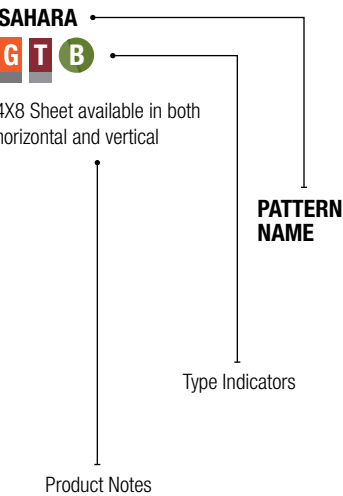 SAHARA
G T B
4X8 Sheet available in both
horizontal and vertical
PATTERN
NAME
Type Indicators
Product Notes